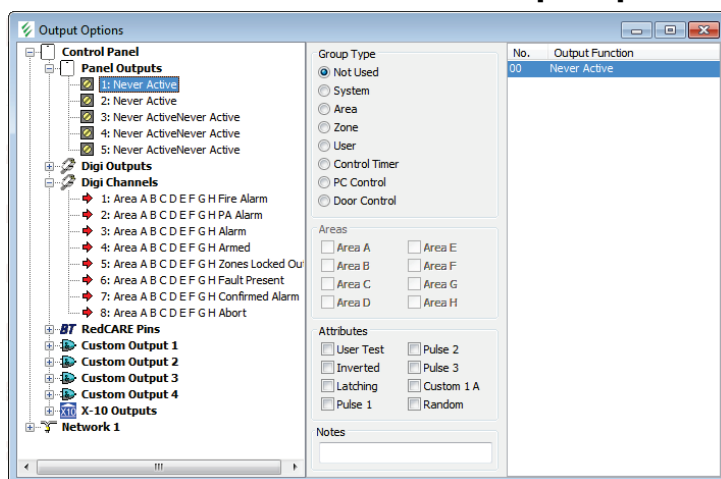 Output Options
Control Panel
Panel Outputs
1: Never Active
2: Never Active
3: Never ActiveNever Active
4: Never ActiveNever Active
5: Never ActiveNever Active
Digi Outputs
Digi Channels
1: Area A B C D E F G H Fire Alarm
2: Area A B C D E F G H PA Alarm
3: Area A B C D E F G H Alarm
4: Area A B C D E F G H Armed
5: Area A B C D E F G H Zones Locked Ou
6: Area A B C D E F G H Fault Present
7: Area A B C D E F G H Confirmed Alarm
8: Area A B C D E F G H Abort
BT RedCARE Pins
Custom Output 1
Custom Output 2
Custom Output 3
Custom Output 4
X10 X-10 Outputs
Network 1
Group Type
Not Used
System
Area
Zone
User
Control Timer
PC Control
Door Control
Areas
Area A Area E
Area B Area F
Area C Area G
Area D Area H
Attributes
User Test Pulse 2
Inverted Pulse 3
Latching Custom 1 A
Pulse 1 Random
Notes
No. Output Function
00 Never Active